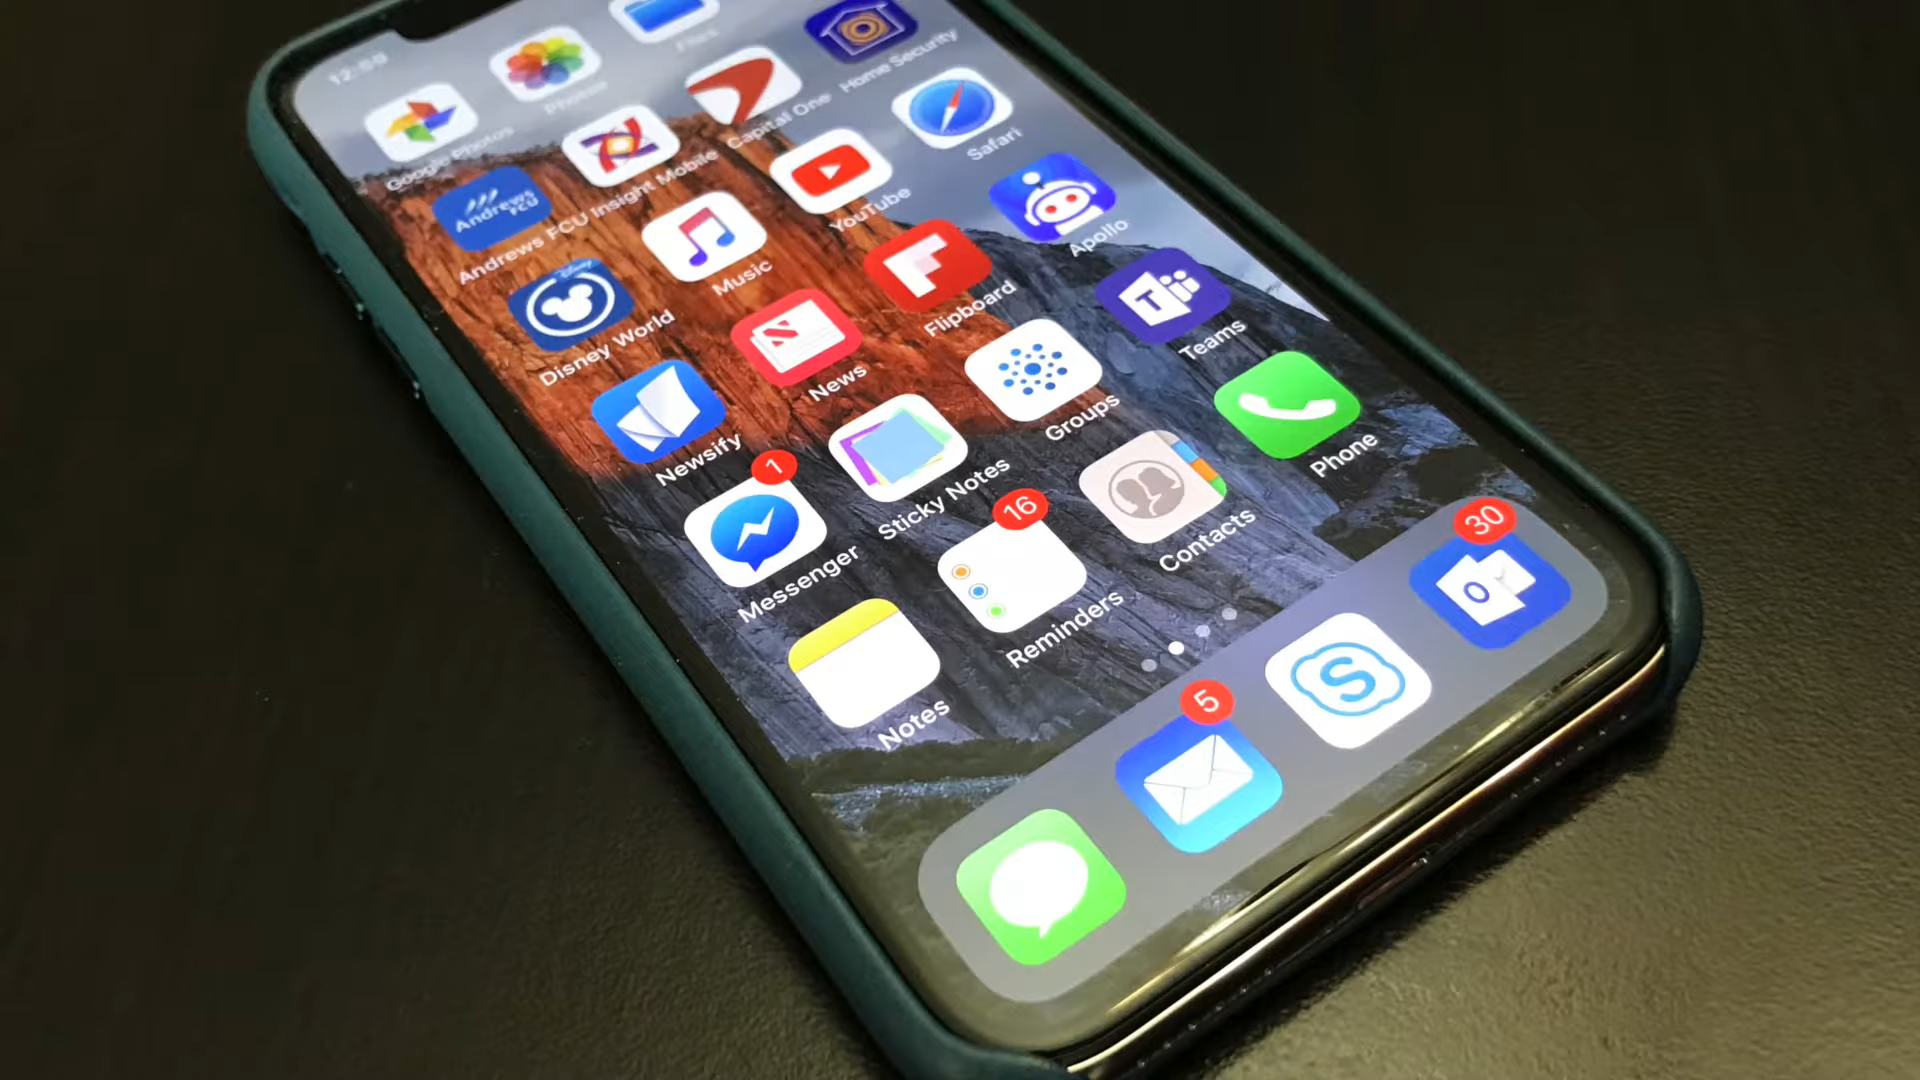 12:50
Google Photos
Photos
Files
Andrews FCU
Andrews FCU
Insight Mobile
Capital One
Home Security
Disney
Disney World
Music
YouTube
Safari
Newsify
News
Flipboard
Apollo
1
Messenger
Sticky Notes
Groups
T
Teams
Notes
16
Reminders
Contacts
Phone
5
S
30
O